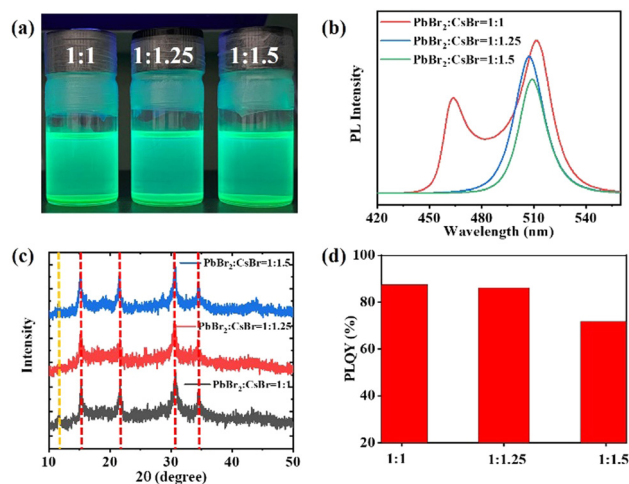 (a)
1:1
1:1.25
1:1.5
(b)
PL Intensity
PbBr2:CsBr=1:1
PbBr2:CsBr=1:1.25
PbBr2:CsBr=1:1.5
420
450
480
510
540
Wavelength (nm)
(c)
Intensity
PbBr2:CsBr=1:1.5
PbBr2:CsBr=1:1.25
PbBr2:CsBr=1:1
10
20
30
40
50
2θ (degree)
(d)
PLQY (%)
100
80
60
40
20
1:1
1:1.25
1:1.5